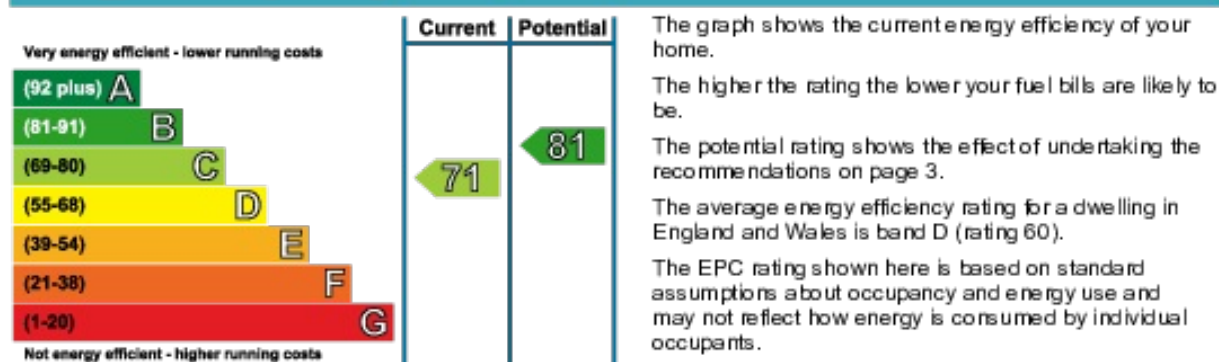 Very energy efficient - lower running costs
(92 plus) A
(81-91) B
(69-80) C
(55-68) D
(39-54) E
(21-38) F
(1-20) G
Not energy efficient - higher running costs
Current Potential
71
81
The graph shows the current energy efficiency of your
home.
The higher the rating the lower your fuel bills are likely to
be.
The potential rating shows the effect of undertaking the
recommendations on page 3.
The average energy efficiency rating for a dwelling in
England and Wales is band D (rating 60).
The EPC rating shown here is based on standard
assumptions about occupancy and energy use and
may not reflect how energy is consumed by individual
occupants.